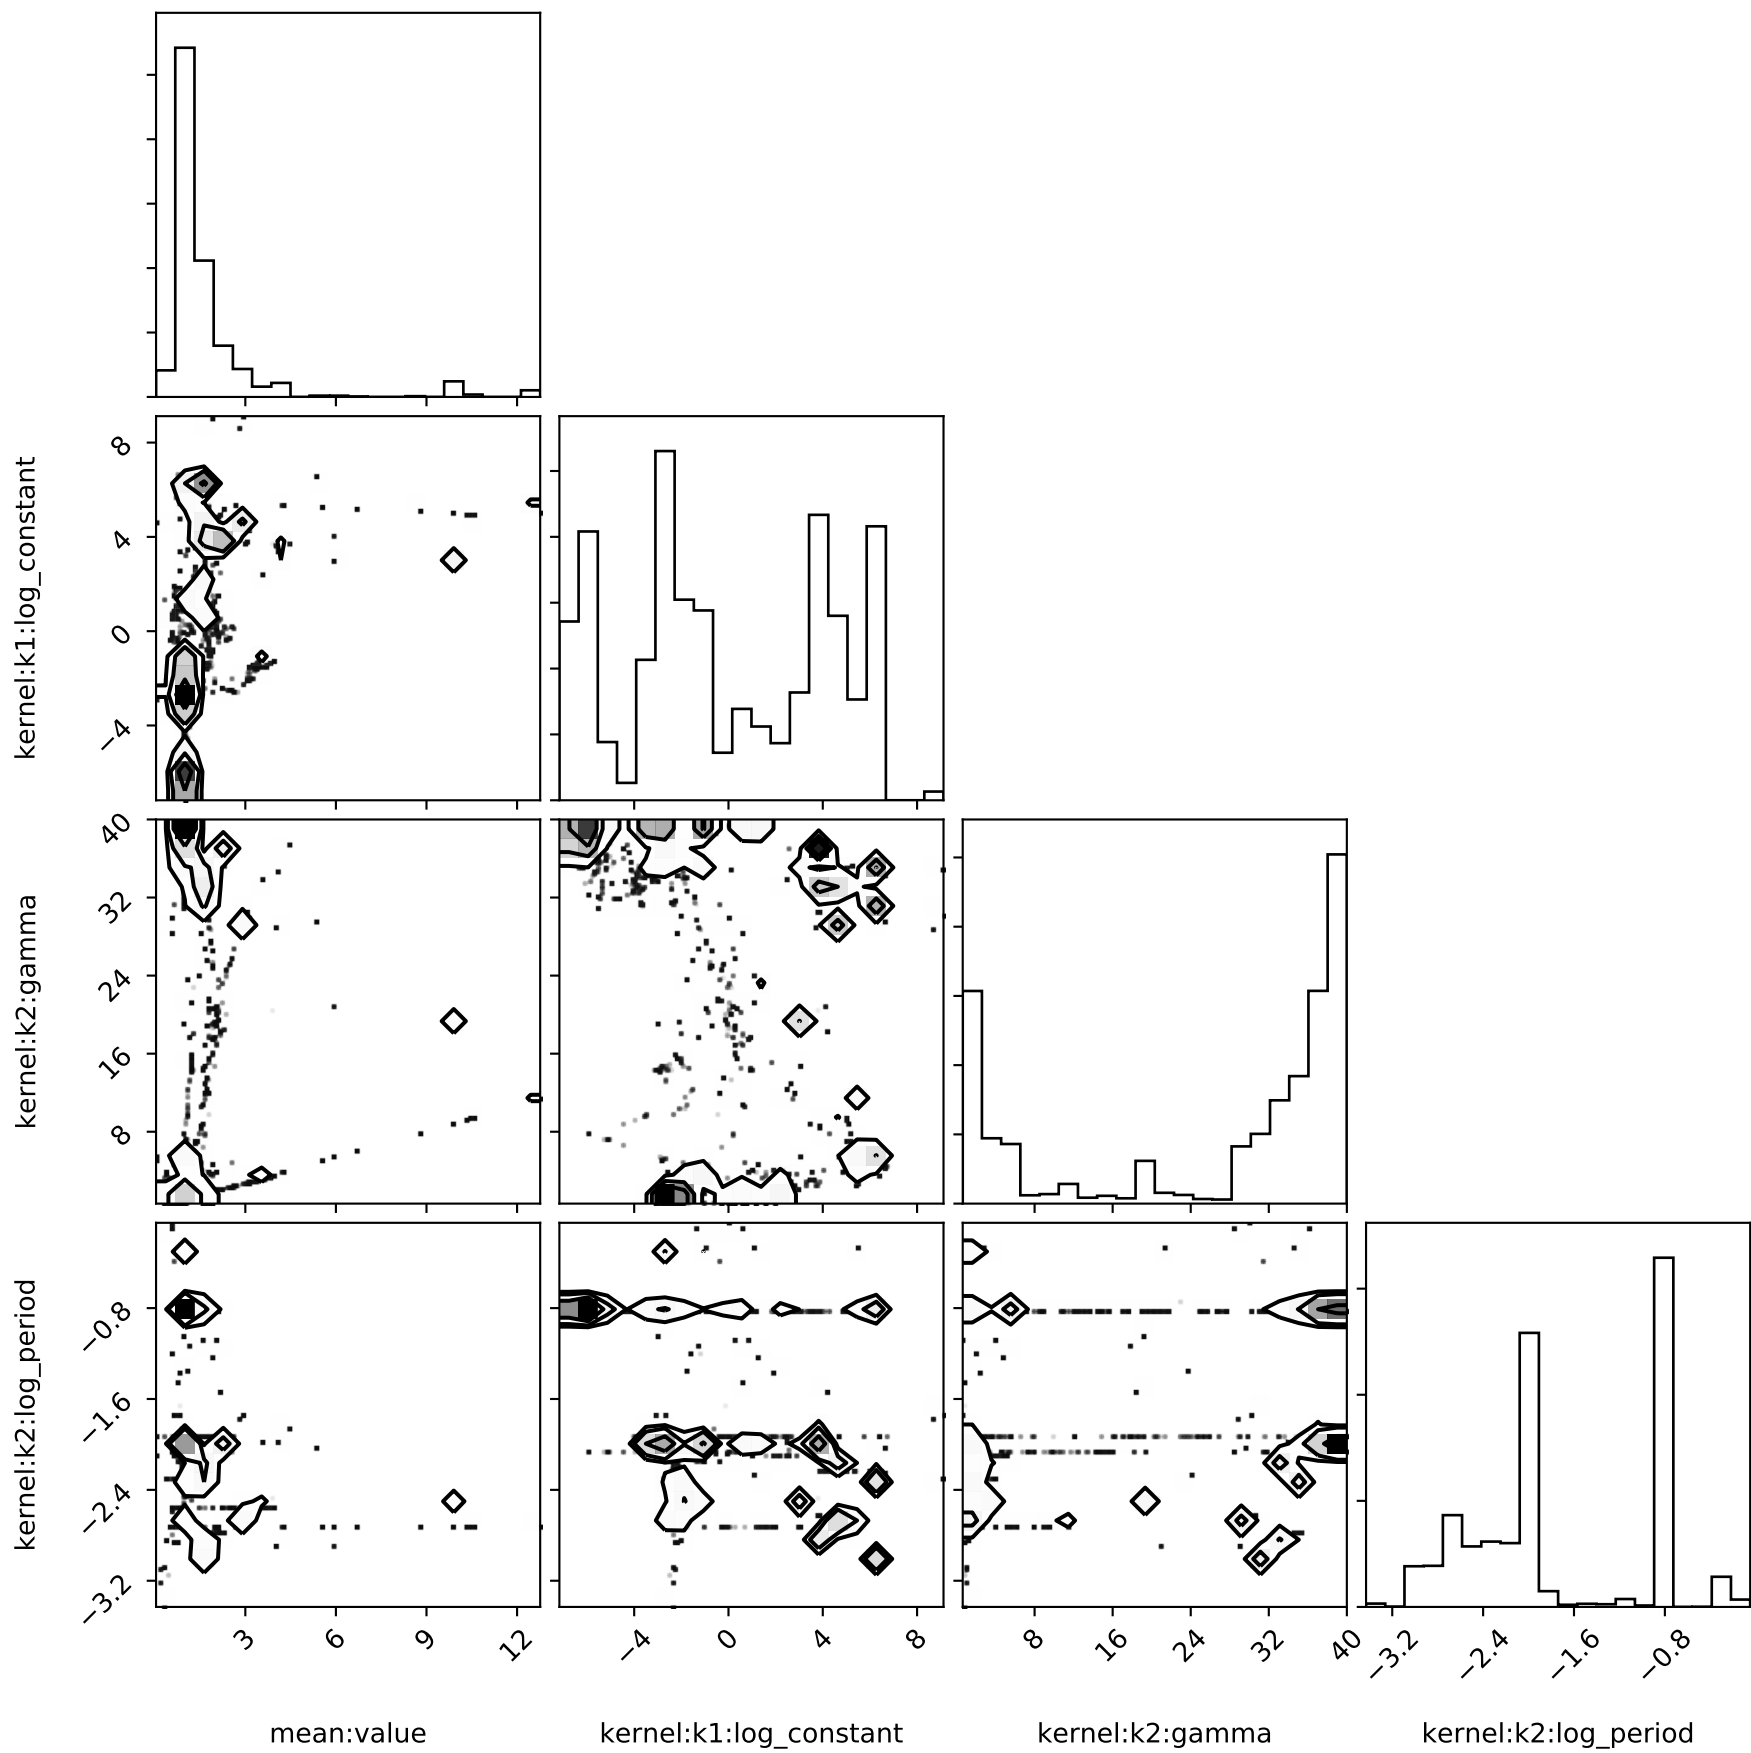 8
4
0
−4
kernel:k1:log_constant
40
32
24
16
8
kernel:k2:gamma
−0.8
−1.6
−2.4
−3.2
kernel:k2:log_period
3 6 9 12
−4 0 4 8
8 16 24 32 40
−3.2 −2.4 −1.6 −0.8
mean:value kernel:k1:log_constant kernel:k2:gamma kernel:k2:log_period